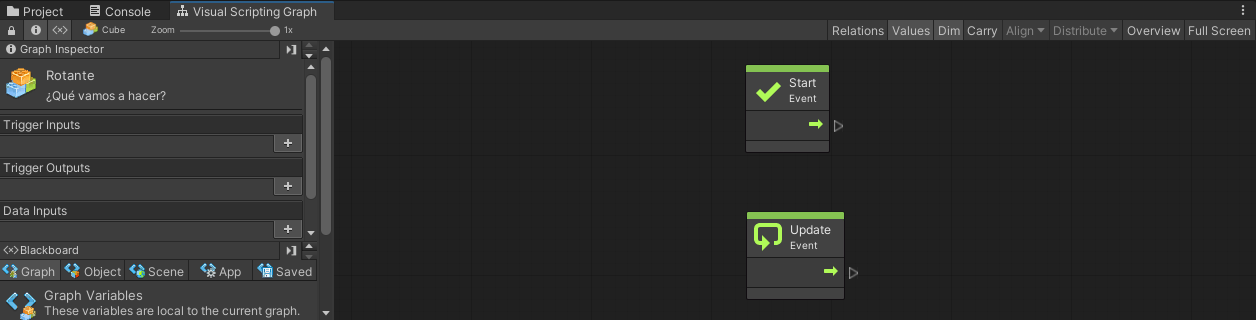 Project Console Visual Scripting Graph
<×> Cube Zoom 1x Relations Values Dim Carry Align Distribute Overview Full Screen
Graph Inspector
Rotante
¿Qué vamos a hacer?
Trigger Inputs
+
Trigger Outputs
+
Data Inputs
+
<×> Blackboard
Graph Object Scene App Saved
Graph Variables
These variables are local to the current graph.
Start
Event
Update
Event